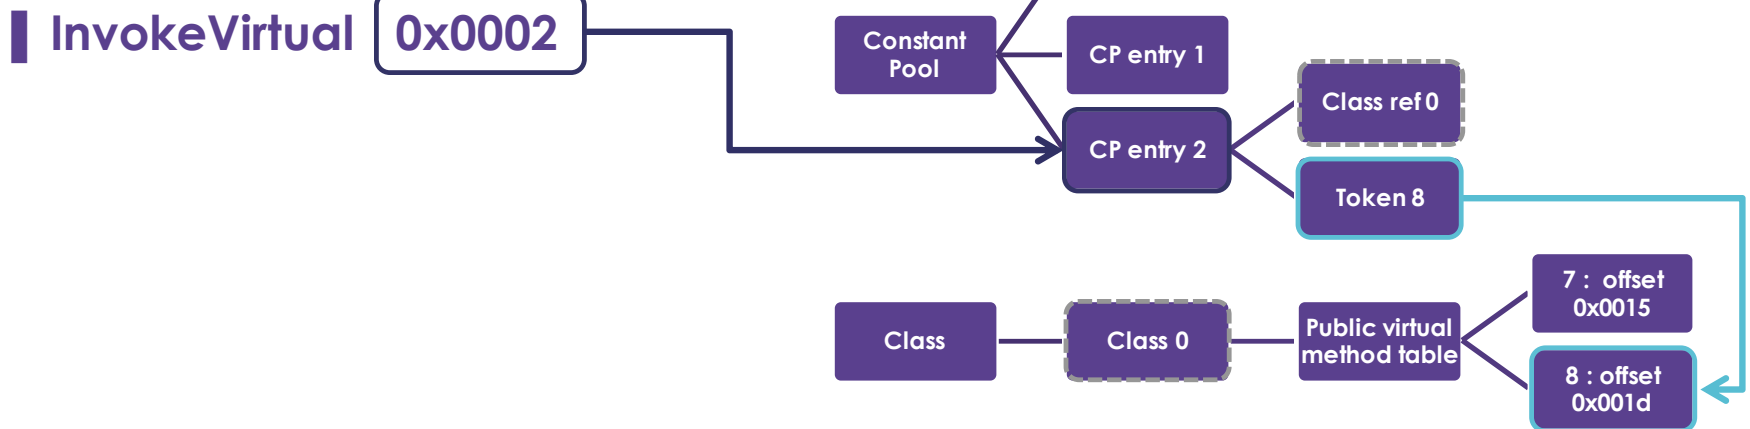 InvokeVirtual 0x0002
Constant
Pool
CP entry 1
CP entry 2
Class ref 0
Token 8
Class
Class 0
Public virtual
method table
7 : offset
0x0015
8 : offset
0x001d